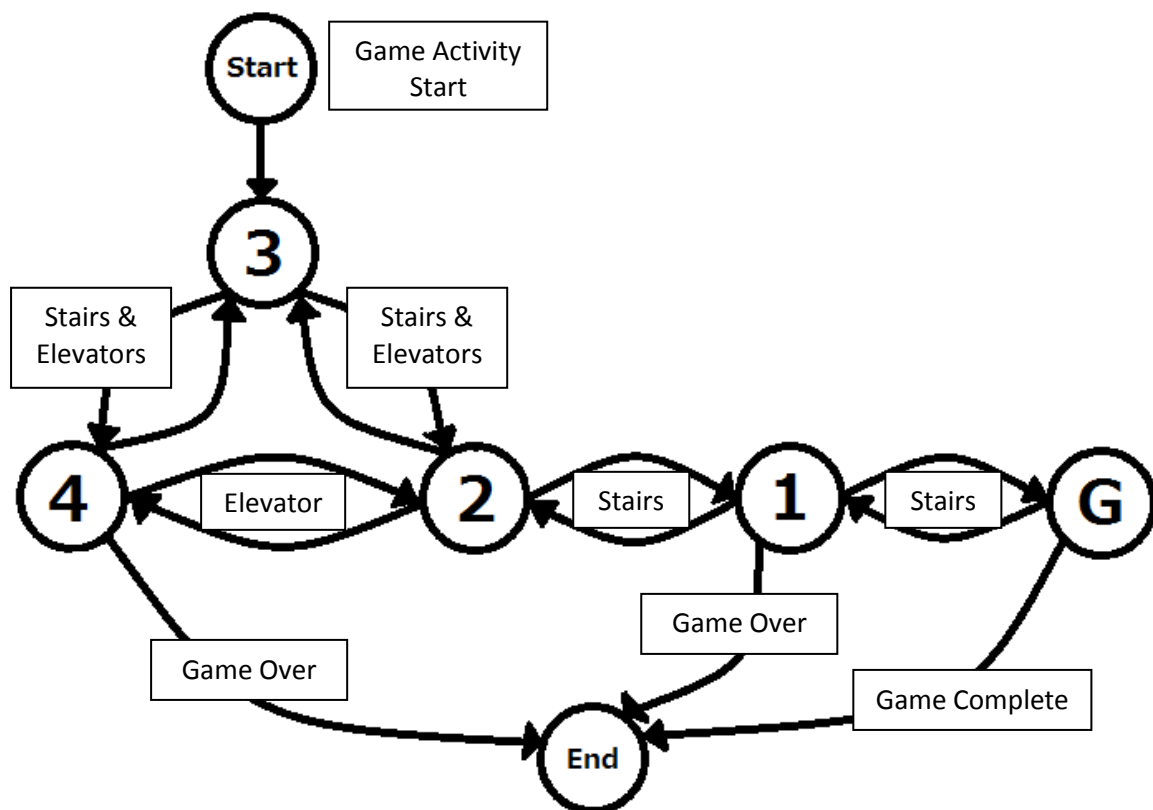 Start
Game Activity
Start
3
Stairs &
Elevators
Stairs &
Elevators
4
Elevator
2
Stairs
1
Stairs
G
Game Over
Game Over
Game Complete
End